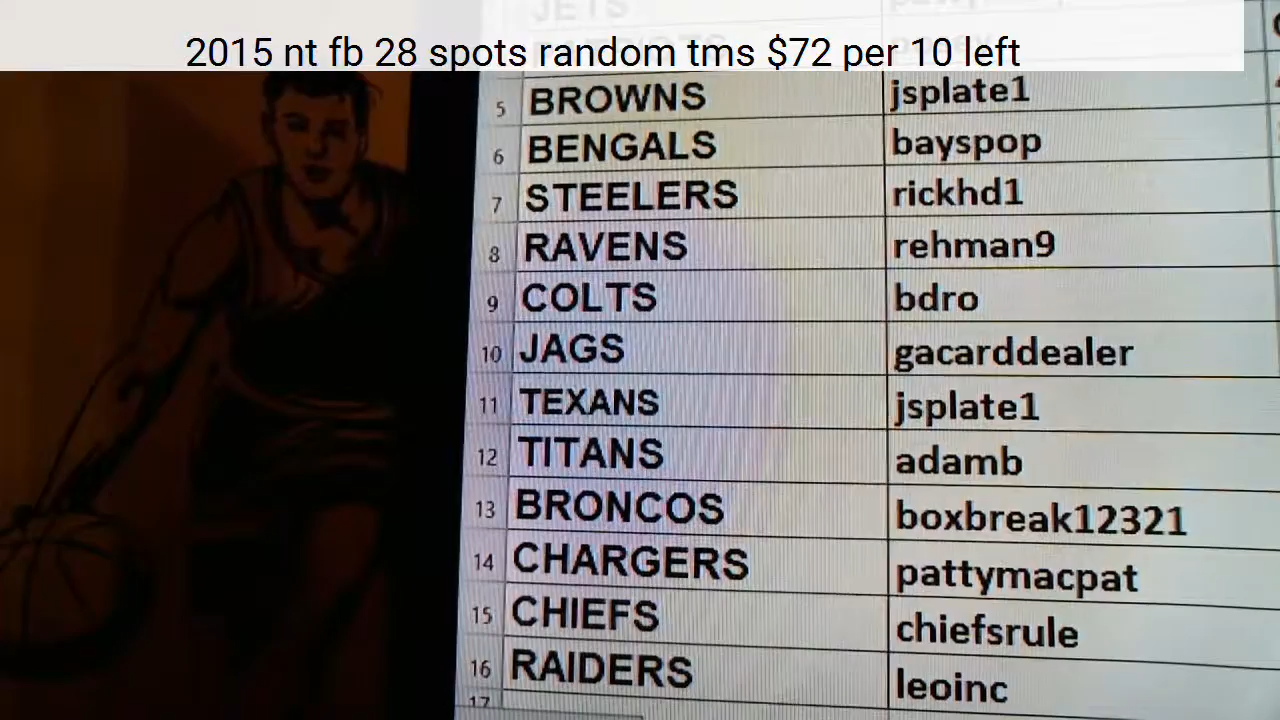 JETS
2015 nt fb 28 spots random tms $72 per 10 left
5 BROWNS jsplate1
6 BENGALS bayspop
7 STEELERS rickhd1
8 RAVENS rehman9
9 COLTS bdro
10 JAGS gacarddealer
11 TEXANS jsplate1
12 TITANS adamb
13 BRONCOS boxbreak12321
14 CHARGERS pattymacpat
15 CHIEFS chiefsrule
16 RAIDERS leoinc
17